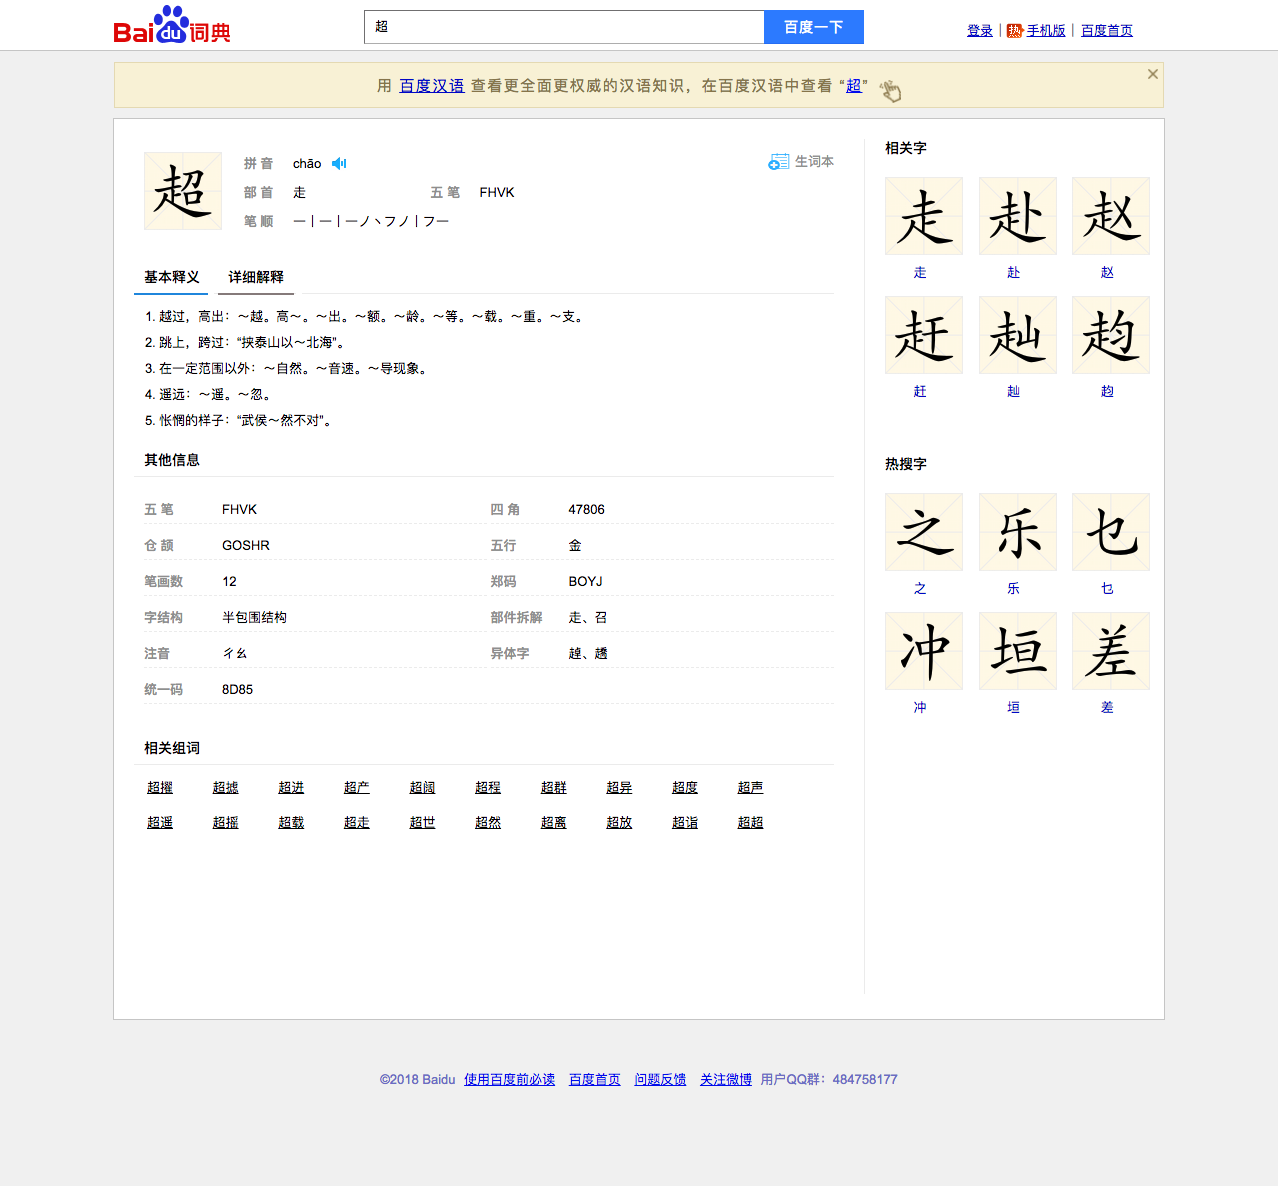 Bai du 词典
超
百度一下
登录 | 热 手机版 | 百度首页
用 百度汉语 查看更全面更权威的汉语知识，在百度汉语中查看 “超”
超
拼 音 chāo
生词本
部 首 走 五 笔 FHVK
笔 顺 一丨一丨一ノヽフノ丨フ一
基本释义 详细解释
1. 越过，高出：～越。高～。～出。～额。～龄。～等。～载。～重。～支。
2. 跳上，跨过：“挟泰山以～北海”。
3. 在一定范围以外：～自然。～音速。～导现象。
4. 遥远：～遥。～忽。
5. 怅惘的样子：“武侯～然不对”。
其他信息
五 笔 FHVK 四 角 47806
仓 颉 GOSHR 五行 金
笔画数 12 郑码 BOYJ
字结构 半包围结构 部件拆解 走、召
注音 ㄔㄠ 异体字 趠、趫
统一码 8D85
相关组词
超擢 超摅 超进 超产 超阔 超程 超群 超异 超度 超声
超遥 超摇 超载 超走 超世 超然 超离 超放 超诣 超超
相关字
走 赴 赵
走 赴 赵
赶 赸 赹
赶 赸 赹
热搜字
之 乐 乜
之 乐 乜
冲 垣 差
冲 垣 差
©2018 Baidu 使用百度前必读 百度首页 问题反馈 关注微博 用户QQ群：484758177